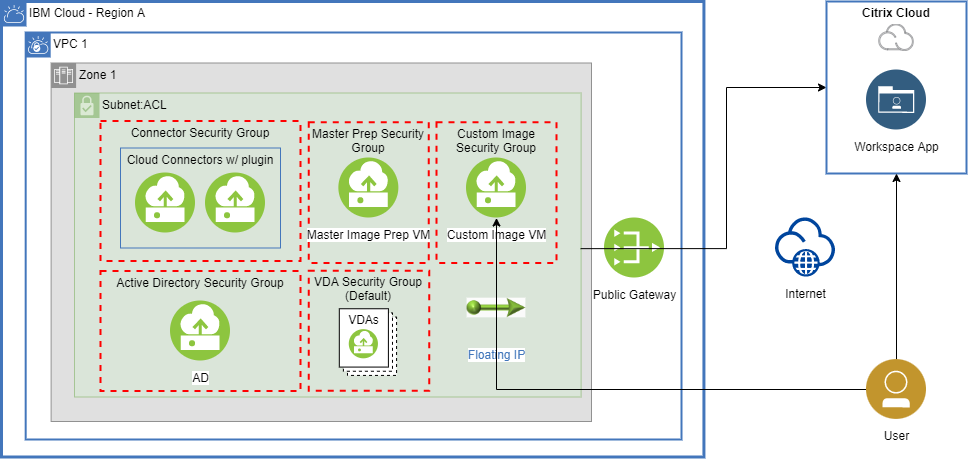 IBM Cloud - Region A
VPC 1
Zone 1
Subnet:ACL
Connector Security Group
Cloud Connectors w/ plugin
Master Prep Security
Group
Master Image Prep VM
Custom Image
Security Group
Custom Image VM
Active Directory Security Group
AD
VDA Security Group
(Default)
VDAs
Floating IP
Public Gateway
Internet
Citrix Cloud
Workspace App
User